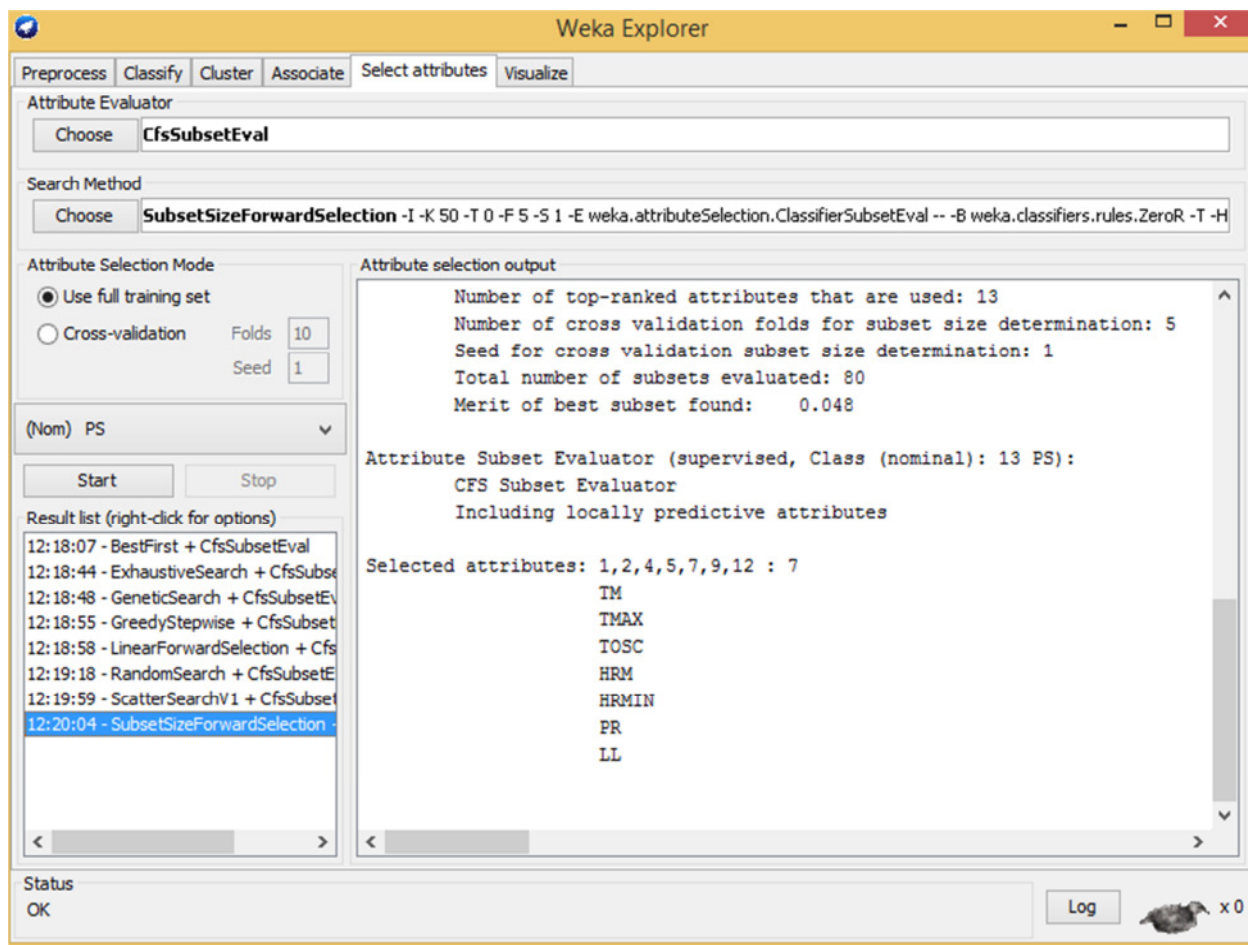 Weka Explorer
Preprocess Classify Cluster Associate Select attributes Visualize
Attribute Evaluator
Choose CfsSubsetEval
Search Method
Choose SubsetSizeForwardSelection -I -K 50 -T 0 -F 5 -S 1 -E weka.attributeSelection.ClassifierSubsetEval -- -B weka.classifiers.rules.ZeroR -T -H
Attribute Selection Mode
Use full training set
Cross-validation Folds 10
Seed 1
(Nom) PS
Start Stop
Result list (right-click for options)
12:18:07 - BestFirst + CfsSubsetEval
12:18:44 - ExhaustiveSearch + CfsSubse
12:18:48 - GeneticSearch + CfsSubsetEv
12:18:55 - GreedyStepwise + CfsSubset
12:18:58 - LinearForwardSelection + Cfs
12:19:18 - RandomSearch + CfsSubsetE
12:19:59 - ScatterSearchV1 + CfsSubset
12:20:04 - SubsetSizeForwardSelection -
Attribute selection output
Number of top-ranked attributes that are used: 13
Number of cross validation folds for subset size determination: 5
Seed for cross validation subset size determination: 1
Total number of subsets evaluated: 80
Merit of best subset found: 0.048
Attribute Subset Evaluator (supervised, Class (nominal): 13 PS):
CFS Subset Evaluator
Including locally predictive attributes
Selected attributes: 1,2,4,5,7,9,12 : 7
TM
TMAX
TOSC
HRM
HRMIN
PR
LL
Status
OK
Log x 0